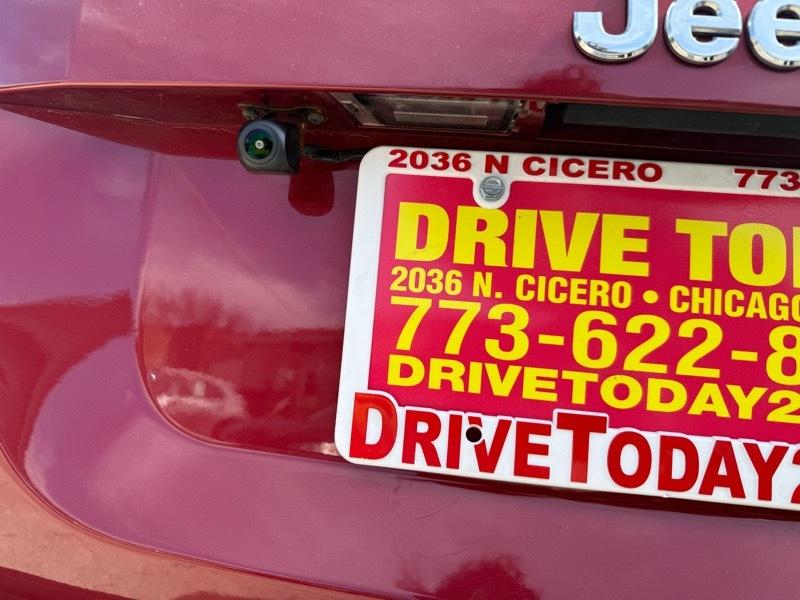 Jee
2036 N CICERO 773
DRIVE TO
2036 N. CICERO • CHICAGO
773-622-8
DRIVETODAY2
DRIVETODAY2